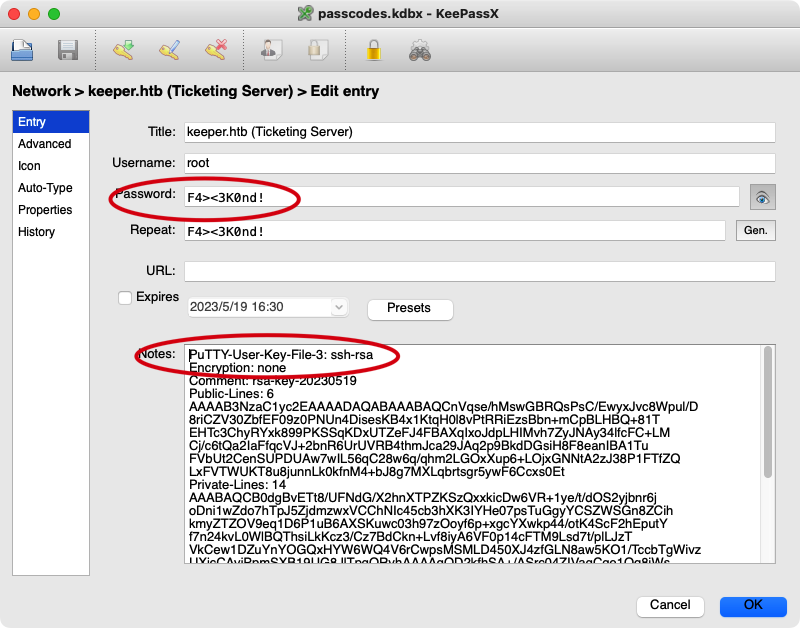 passcodes.kdbx - KeePassX
Network > keeper.htb (Ticketing Server) > Edit entry
Entry
Advanced
Icon
Auto-Type
Properties
History
Title: keeper.htb (Ticketing Server)
Username: root
Password: F4><3K0nd!
Repeat: F4><3K0nd! Gen.
URL:
Expires 2023/5/19 16:30 Presets
Notes: PuTTY-User-Key-File-3: ssh-rsa
Encryption: none
Comment: rsa-key-20230519
Public-Lines: 6
AAAAB3NzaC1yc2EAAAADAQABAAABAQCnVqse/hMswGBRQsPsC/EwyxJvc8Wpul/D
8riCZV30ZbfEF09z0PNUn4DisesKB4x1KtqH0l8vPtRRiEzsBbn+mCpBLHBQ+81T
EHTc3ChyRYxk899PKSSqKDxUTZeFJ4FBAXqIxoJdpLHIMvh7ZyJNAy34lfcFC+LM
Cj/c6tQa2IaFfqcVJ+2bnR6UrUVRB4thmJca29JAq2p9BkdDGsiH8F8eanIBA1Tu
FVbUt2CenSUPDUAw7wIL56qC28w6q/qhm2LGOxXup6+LOjxGNNtA2zJ38P1FTfZQ
LxFVTWUKT8u8junnLk0kfnM4+bJ8g7MXLqbrtsgr5ywF6Ccxs0Et
Private-Lines: 14
AAABAQCB0dgBvETt8/UFNdG/X2hnXTPZKSzQxxkicDw6VR+1ye/t/dOS2yjbnr6j
oDni1wZdo7hTpJ5ZjdmzwxVCChNIc45cb3hXK3IYHe07psTuGgyYCSZWSGn8ZCih
kmyZTZOV9eq1D6P1uB6AXSKuwc03h97zOoyf6p+xgcYXwkp44/otK4ScF2hEputY
f7n24kvL0WlBQThsiLkKcz3/Cz7BdCkn+Lvf8iyA6VF0p14cFTM9Lsd7t/plLJzT
VkCew1DZuYnYOGQxHYW6WQ4V6rCwpsMSMLD450XJ4zfGLN8aw5KO1/TccbTgWivz
Cancel
OK